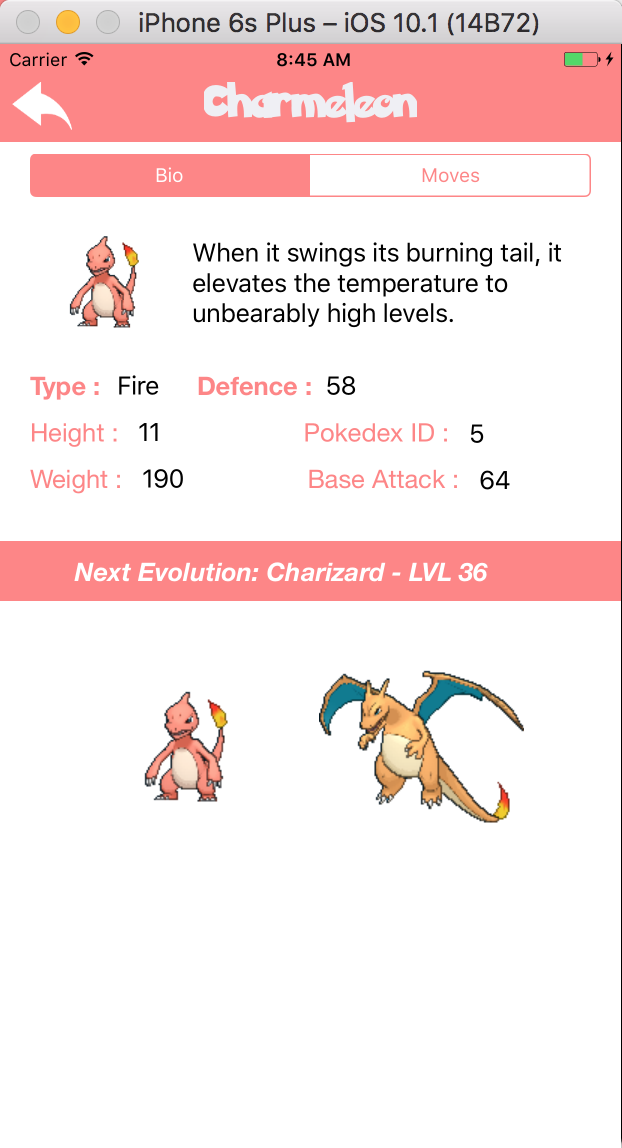 iPhone 6s Plus – iOS 10.1 (14B72)
Carrier 8:45 AM
Charmeleon
Bio Moves
When it swings its burning tail, it
elevates the temperature to
unbearably high levels.
Type : Fire Defence : 58
Height : 11 Pokedex ID : 5
Weight : 190 Base Attack : 64
Next Evolution: Charizard - LVL 36